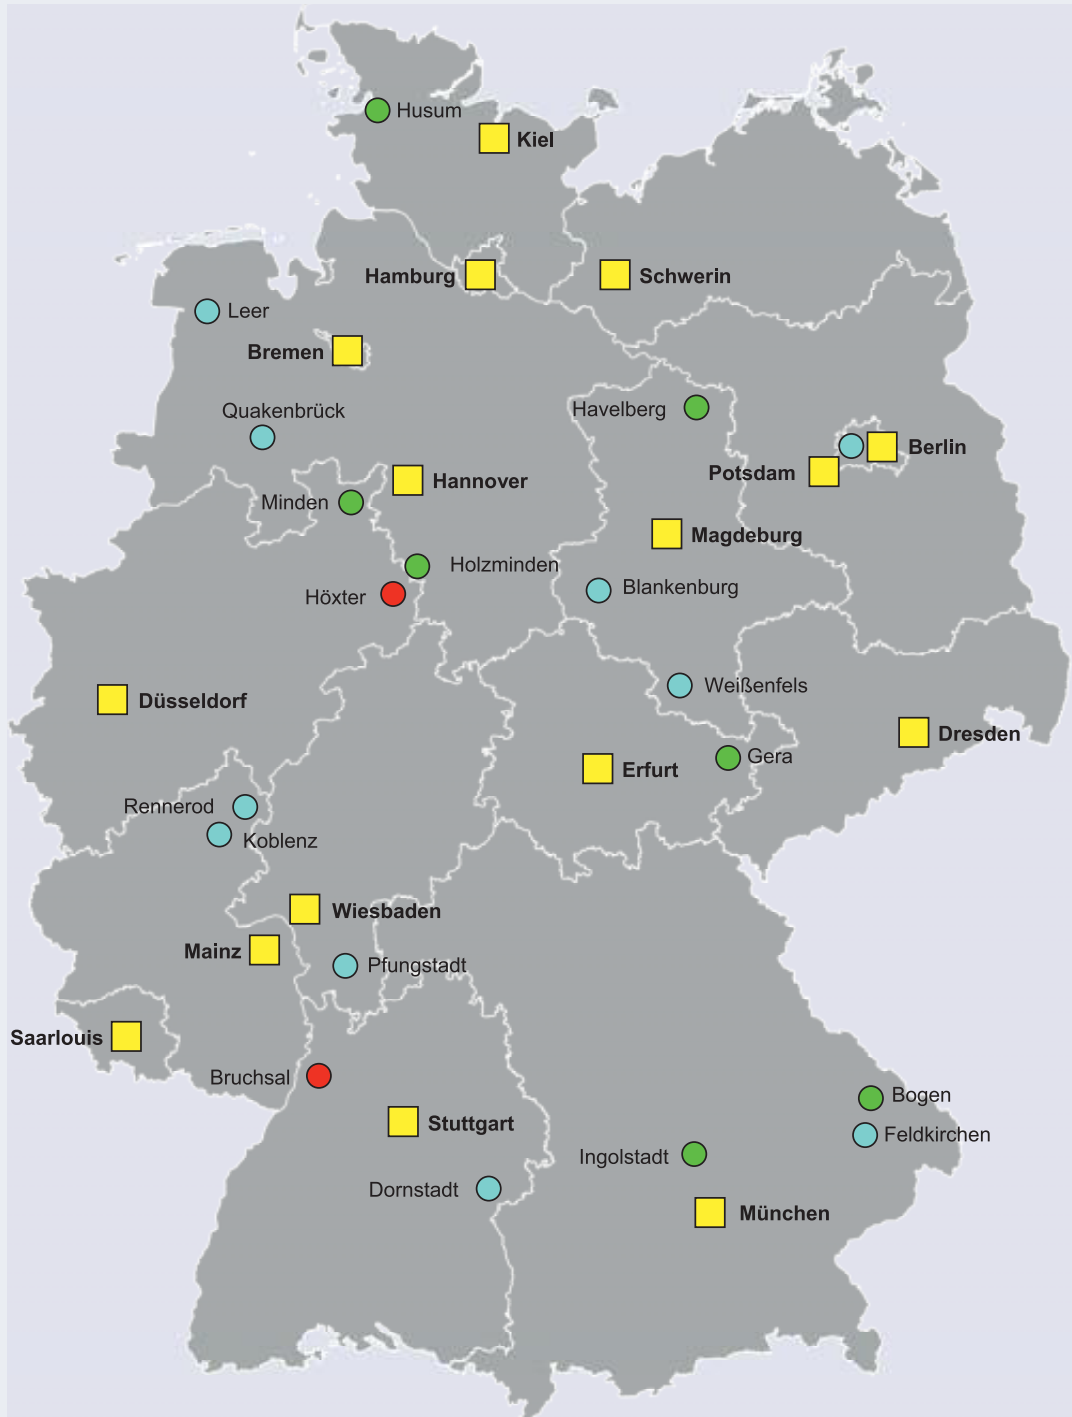 Husum
Kiel
Hamburg
Schwerin
Leer
Bremen
Quakenbrück
Havelberg
Berlin
Potsdam
Hannover
Minden
Magdeburg
Holzminden
Höxter
Blankenburg
Weißenfels
Düsseldorf
Dresden
Gera
Erfurt
Rennerod
Koblenz
Wiesbaden
Mainz
Pfungstadt
Saarlouis
Bruchsal
Bogen
Stuttgart
Feldkirchen
Ingolstadt
Dornstadt
München